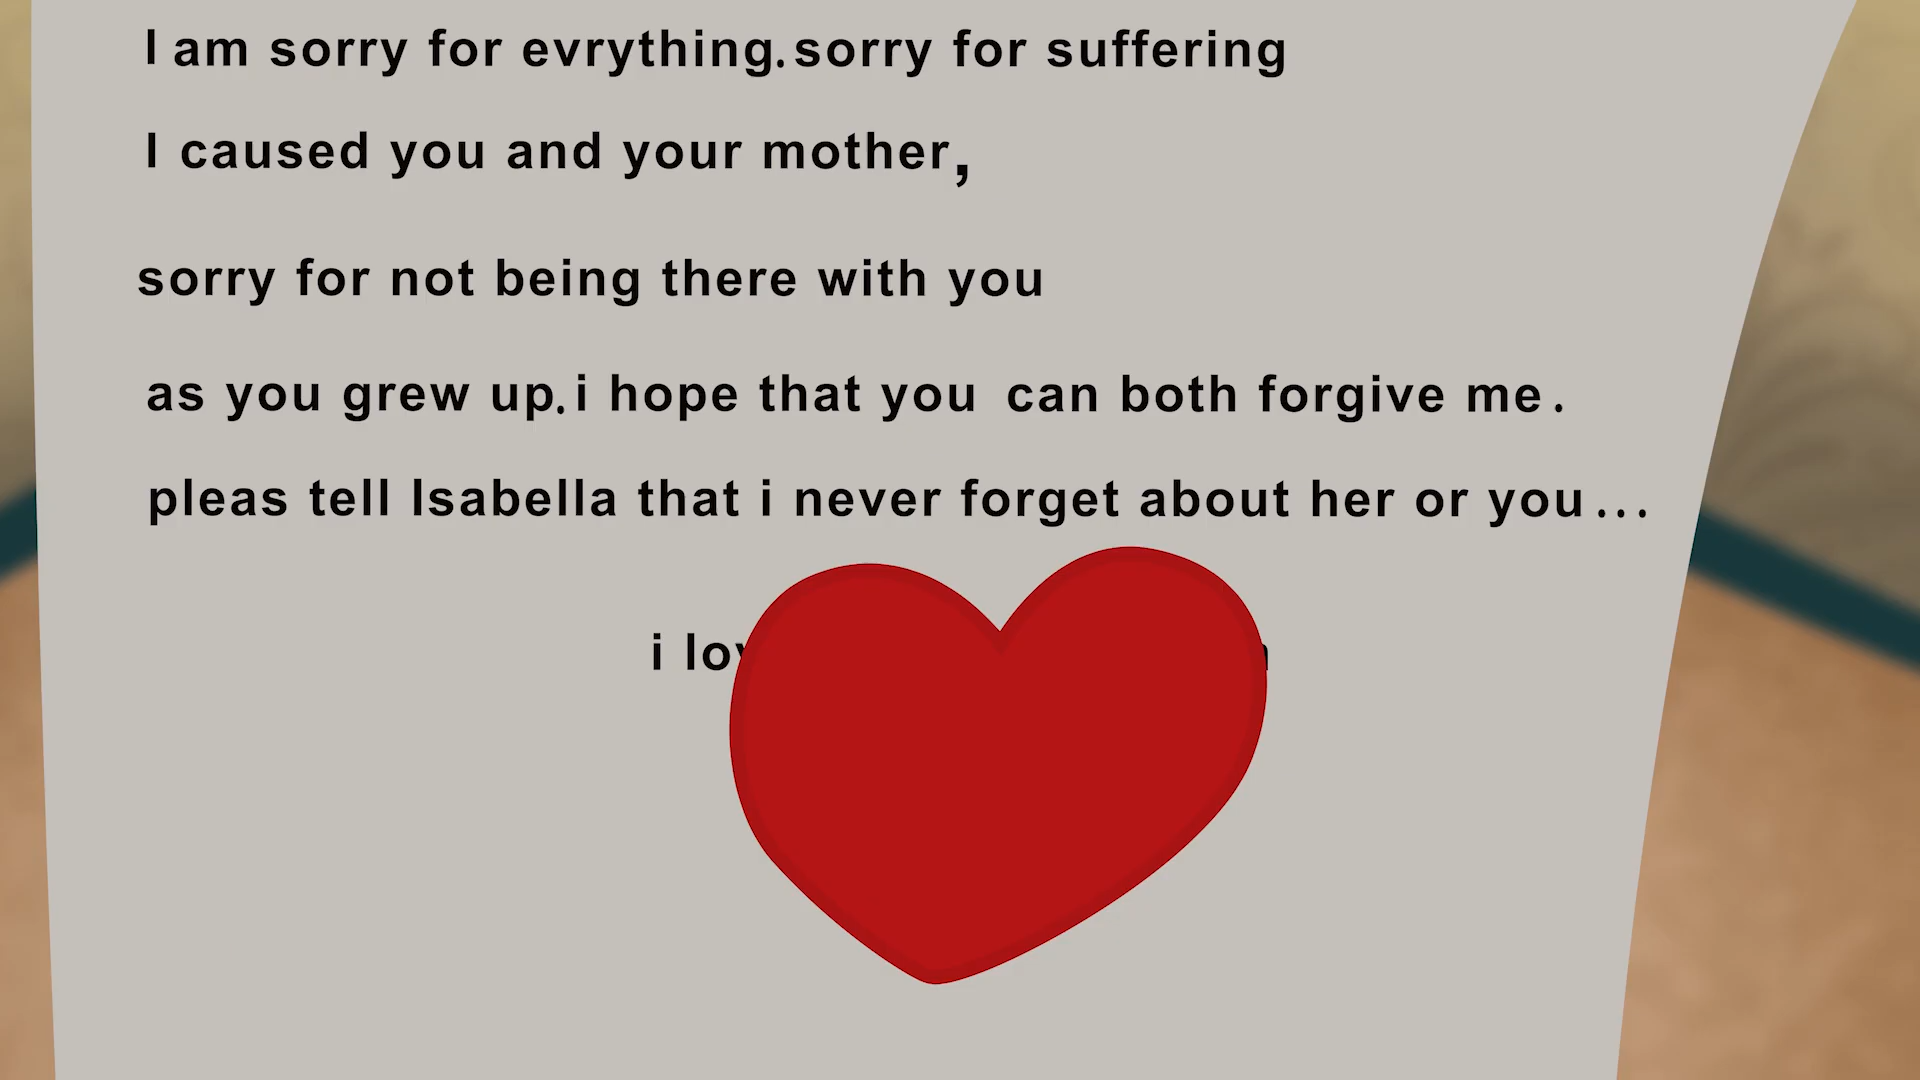 I am sorry for evrything.sorry for suffering
I caused you and your mother,
sorry for not being there with you
as you grew up.i hope that you can both forgive me.
pleas tell Isabella that i never forget about her or you...
i